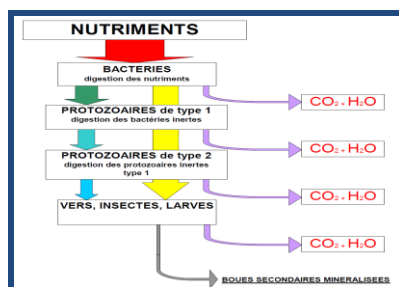 NUTRIMENTS
BACTERIES
digestion des nutriments
CO2 + H2O
PROTOZOAIRES de type 1
digestion des bactéries inertes
CO2 + H2O
PROTOZOAIRES de type 2
digestion des protozoaires inertes
type 1
CO2 + H2O
VERS, INSECTES, LARVES
CO2 + H2O
BOUES SECONDAIRES MINERALISEES